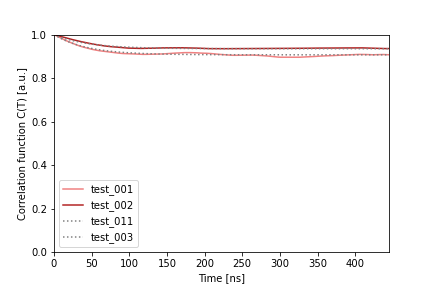 1.0
0.8
0.6
0.4
0.2
0.0
Correlation function C(T) [a.u.]
test_001
test_002
test_011
test_003
0 50 100 150 200 250 300 350 400
Time [ns]